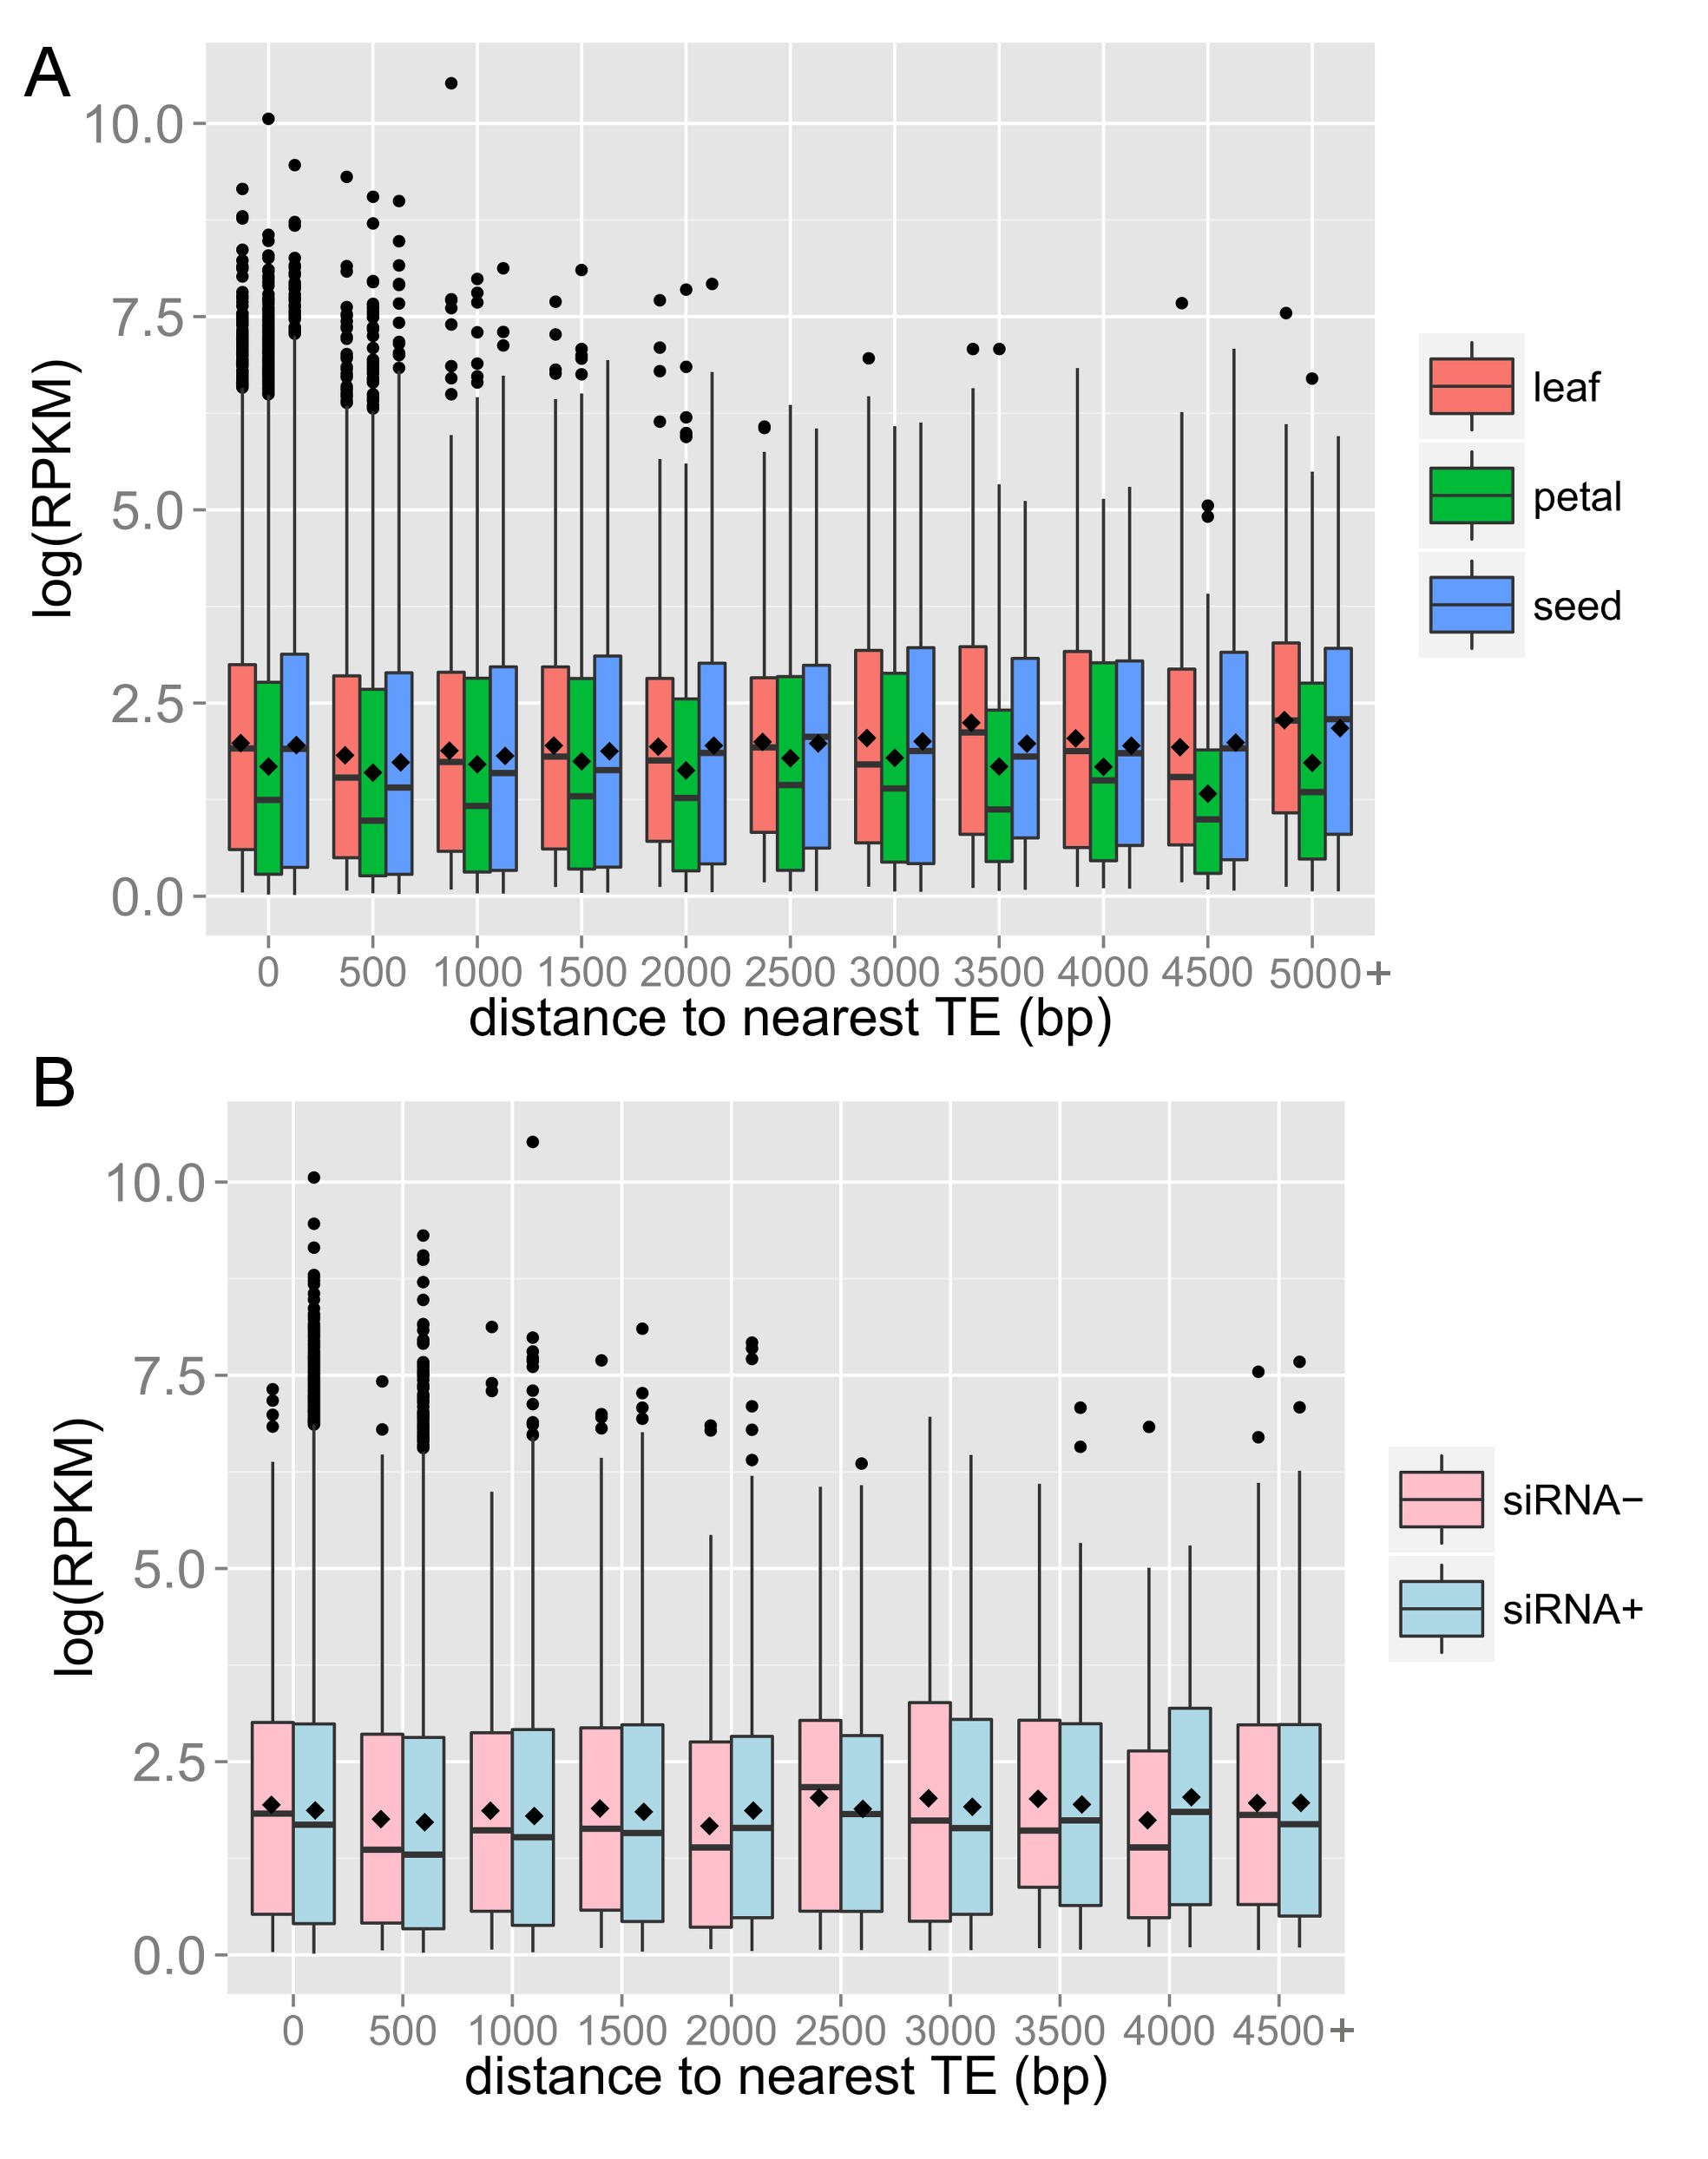 A
10.0
7.5
5.0
2.5
0.0
log(RPKM)
0 500 1000 1500 2000 2500 3000 3500 4000 4500 5000+
distance to nearest TE (bp)
leaf
petal
seed
B
10.0
7.5
5.0
2.5
0.0
log(RPKM)
0 500 1000 1500 2000 2500 3000 3500 4000 4500+
distance to nearest TE (bp)
siRNA−
siRNA+